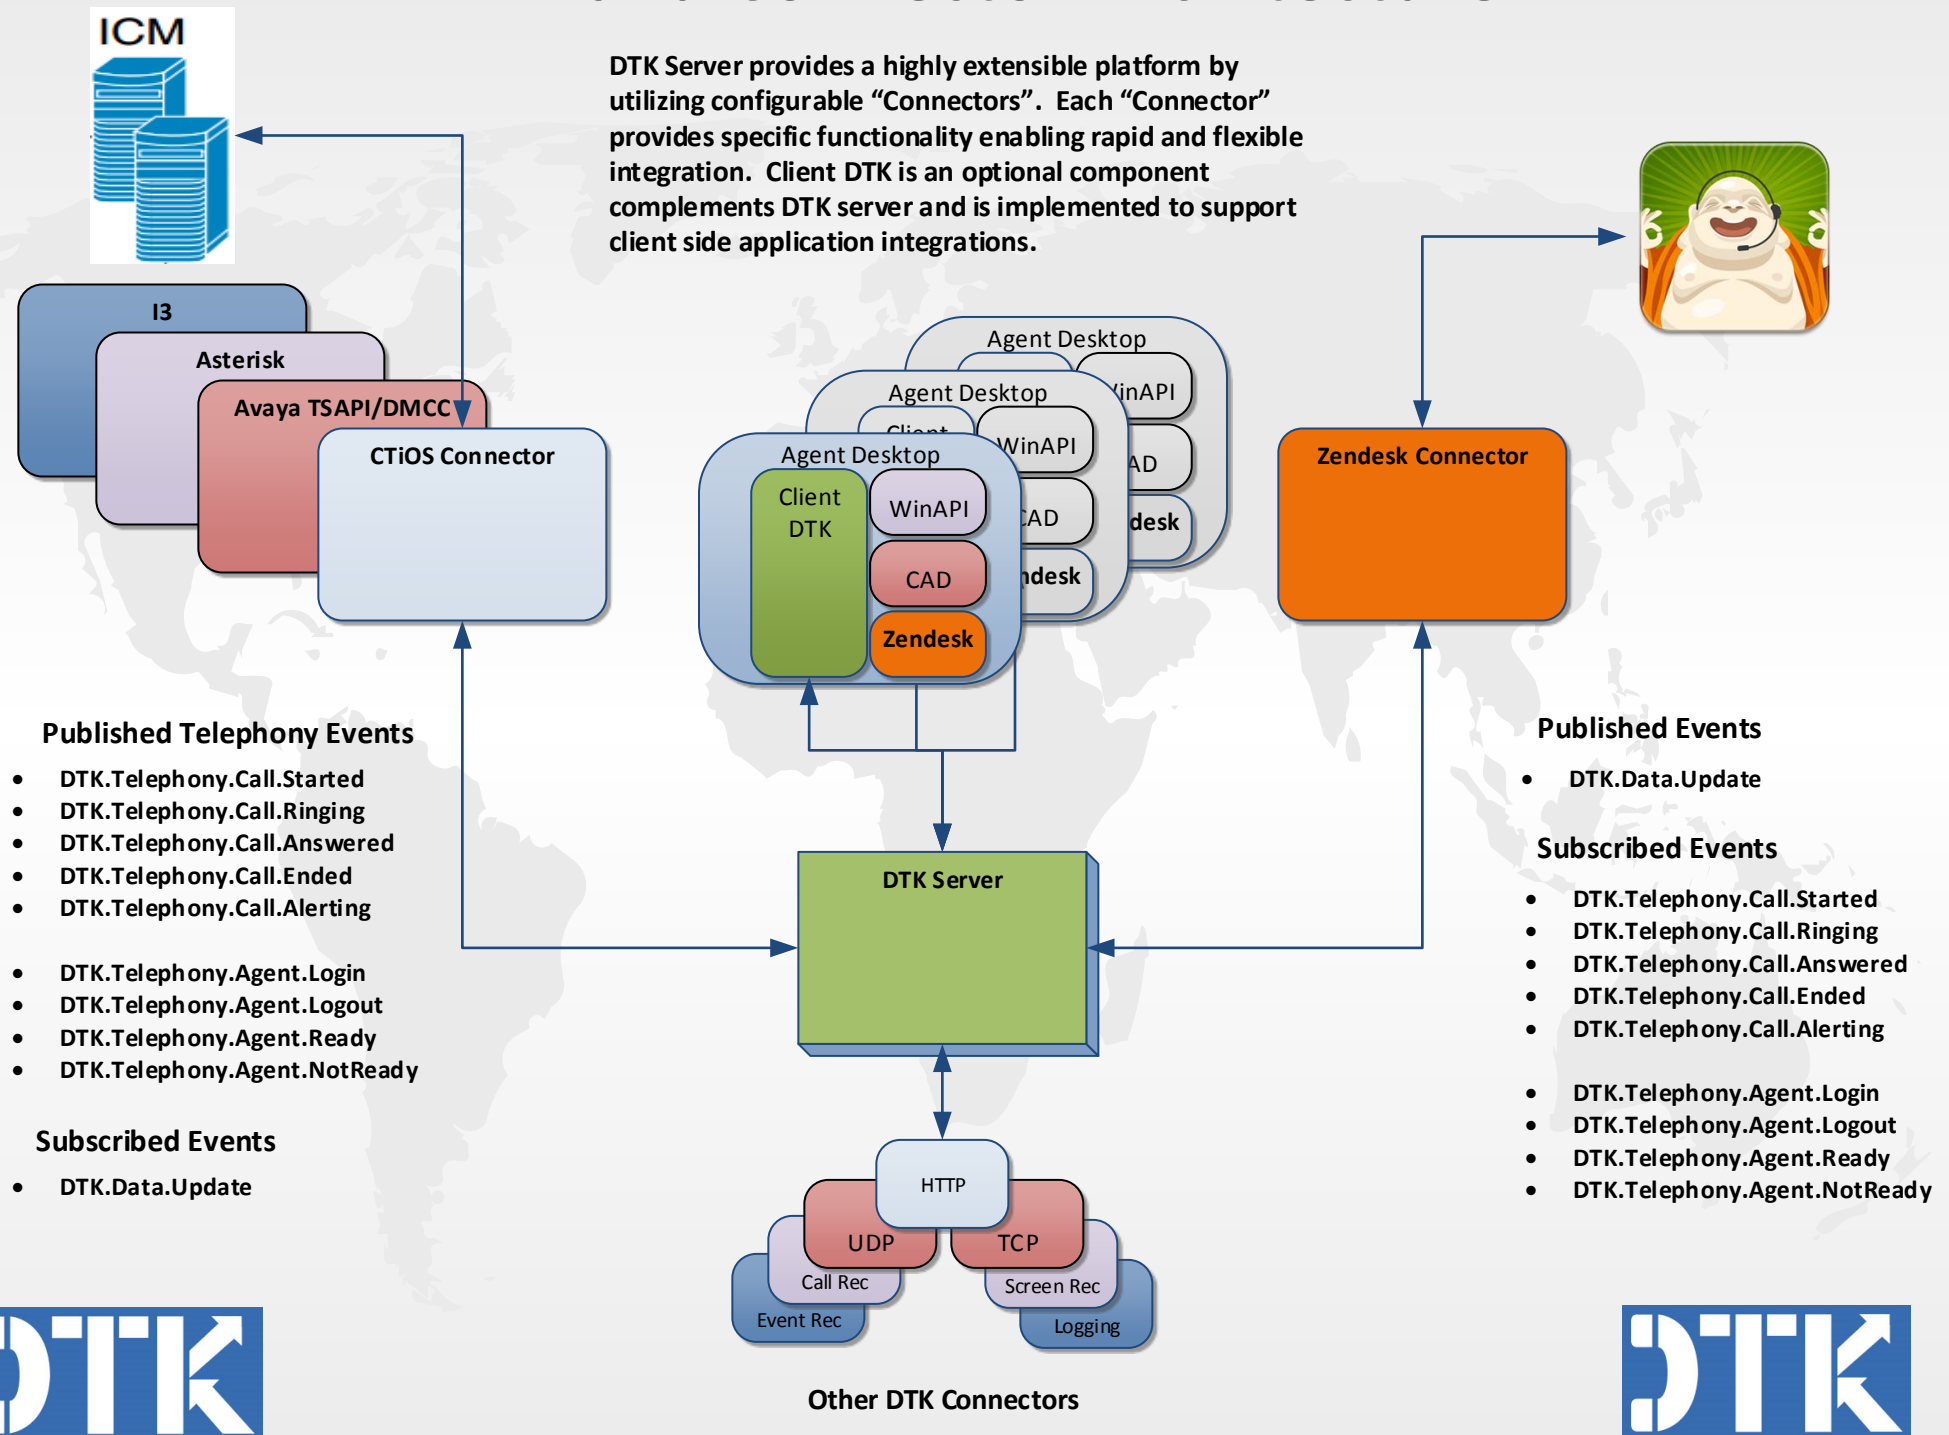 ICM
DTK Server provides a highly extensible platform by
utilizing configurable “Connectors”.  Each “Connector”
provides specific functionality enabling rapid and flexible
integration.  Client DTK is an optional component
complements DTK server and is implemented to support
client side application integrations.
I3
Asterisk
Avaya TSAPI/DMCC
CTiOS Connector
Agent Desktop
WinAPI
Agent Desktop
Client
WinAPI
CAD
Agent Desktop
Client
DTK
WinAPI
CAD
Zendesk
Zendesk Connector
Published Telephony Events
• DTK.Telephony.Call.Started
• DTK.Telephony.Call.Ringing
• DTK.Telephony.Call.Answered
• DTK.Telephony.Call.Ended
• DTK.Telephony.Call.Alerting
• DTK.Telephony.Agent.Login
• DTK.Telephony.Agent.Logout
• DTK.Telephony.Agent.Ready
• DTK.Telephony.Agent.NotReady
Subscribed Events
• DTK.Data.Update
DTK Server
Published Events
• DTK.Data.Update
Subscribed Events
• DTK.Telephony.Call.Started
• DTK.Telephony.Call.Ringing
• DTK.Telephony.Call.Answered
• DTK.Telephony.Call.Ended
• DTK.Telephony.Call.Alerting
• DTK.Telephony.Agent.Login
• DTK.Telephony.Agent.Logout
• DTK.Telephony.Agent.Ready
• DTK.Telephony.Agent.NotReady
HTTP
UDP
TCP
Call Rec
Screen Rec
Event Rec
Logging
Other DTK Connectors
DTK
DTK